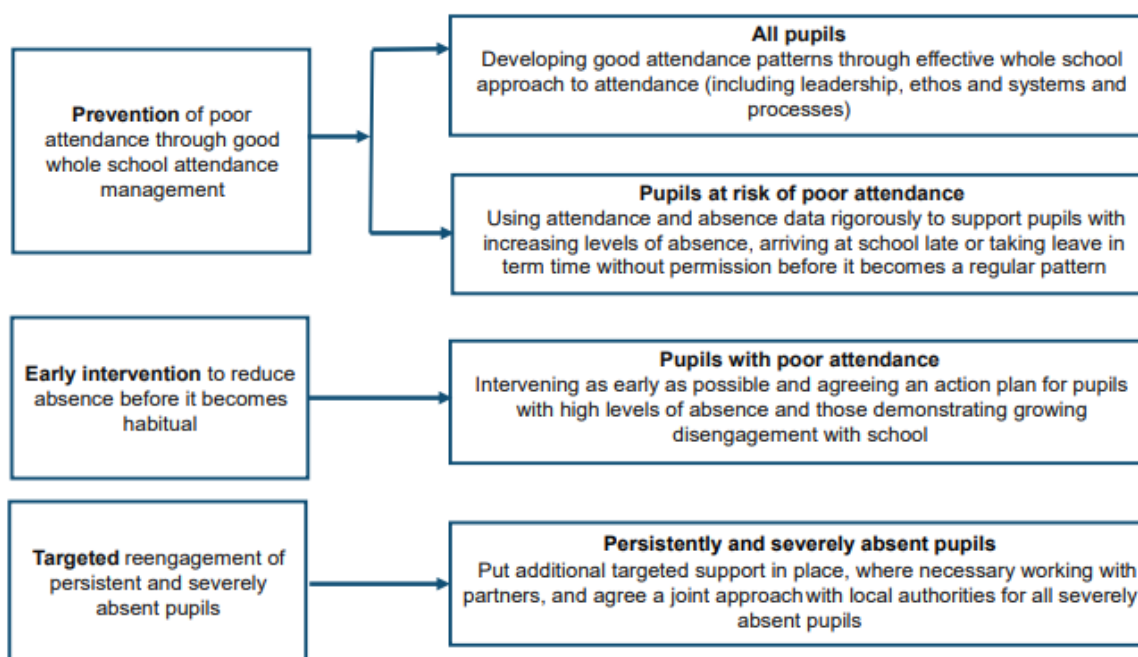 Prevention of poor
attendance through good
whole school attendance
management
All pupils
Developing good attendance patterns through effective whole school
approach to attendance (including leadership, ethos and systems and
processes)
Pupils at risk of poor attendance
Using attendance and absence data rigorously to support pupils with
increasing levels of absence, arriving at school late or taking leave in
term time without permission before it becomes a regular pattern
Early intervention to reduce
absence before it becomes
habitual
Pupils with poor attendance
Intervening as early as possible and agreeing an action plan for pupils
with high levels of absence and those demonstrating growing
disengagement with school
Targeted reengagement of
persistent and severely
absent pupils
Persistently and severely absent pupils
Put additional targeted support in place, where necessary working with
partners, and agree a joint approach with local authorities for all severely
absent pupils